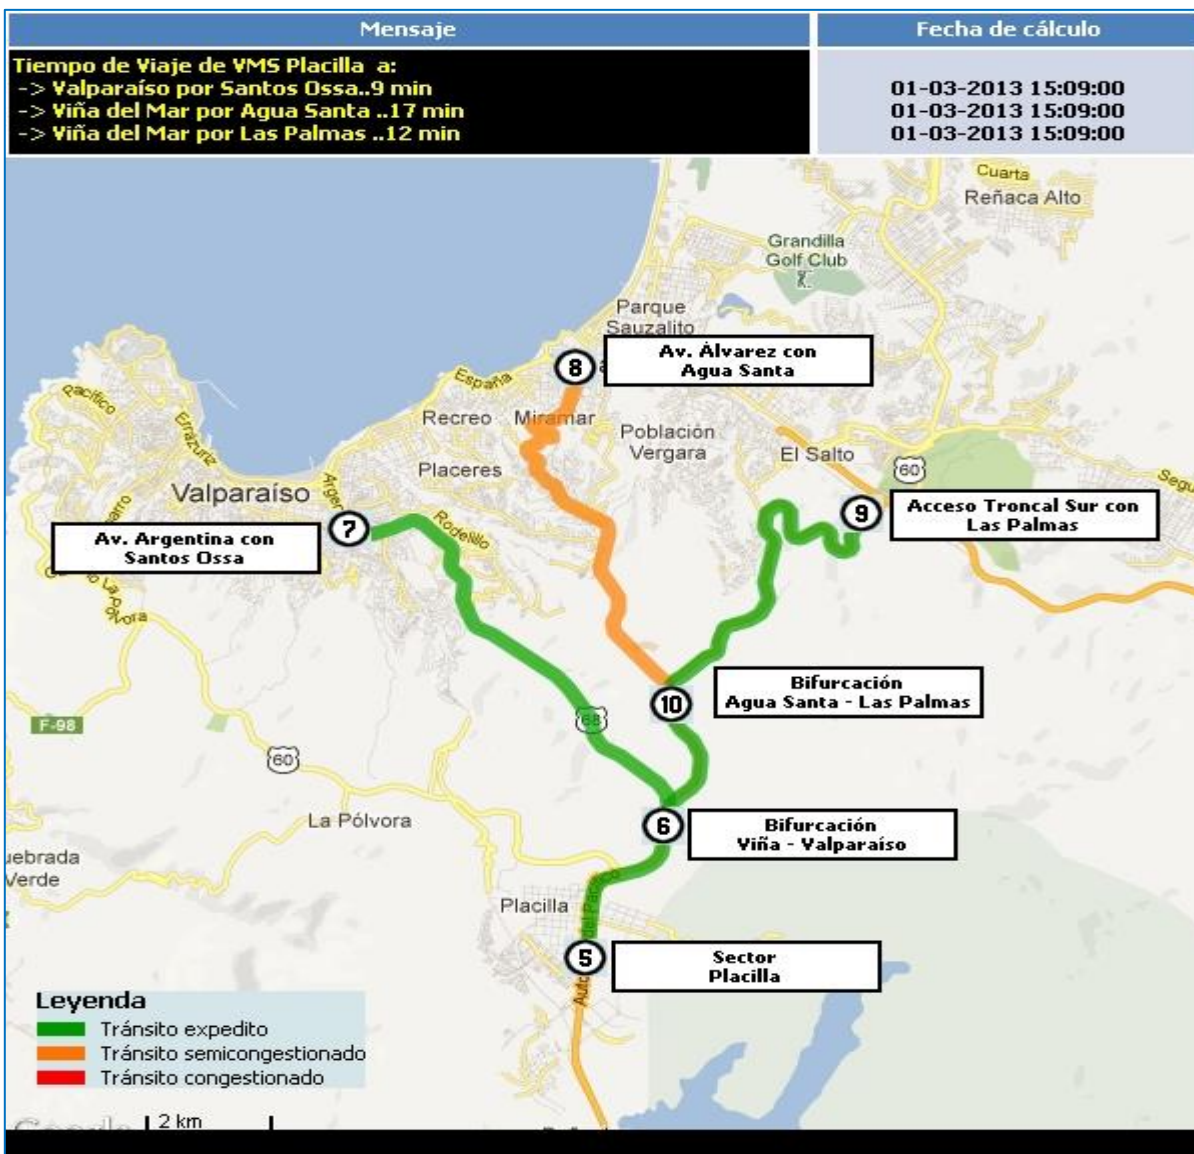 Mensaje
Fecha de cálculo
Tiempo de Viaje de VMS Placilla a:
-> Valparaíso por Santos Ossa..9 min
-> Viña del Mar por Agua Santa ..17 min
-> Viña del Mar por Las Palmas ..12 min
01-03-2013 15:09:00
01-03-2013 15:09:00
01-03-2013 15:09:00
Cuarta
Reñaca Alto
Grandilla
Golf Club
Parque
Sauzalito
8
Av. Álvarez con
Agua Santa
España
Pacífico
Errazuriz
Recreo
Miramar
Población
Vergara
El Salto
Placeres
60
Valparaíso
Rodelillo
7
Av. Argentina con
Santos Ossa
9
Acceso Troncal Sur con
Las Palmas
10
Bifurcación
Agua Santa - Las Palmas
F-98
68
60
La Pólvora
6
Bifurcación
Viña - Valparaíso
Verde
Placilla
5
Sector
Placilla
Leyenda
Tránsito expedito
Tránsito semicongestionado
Tránsito congestionado
2 km